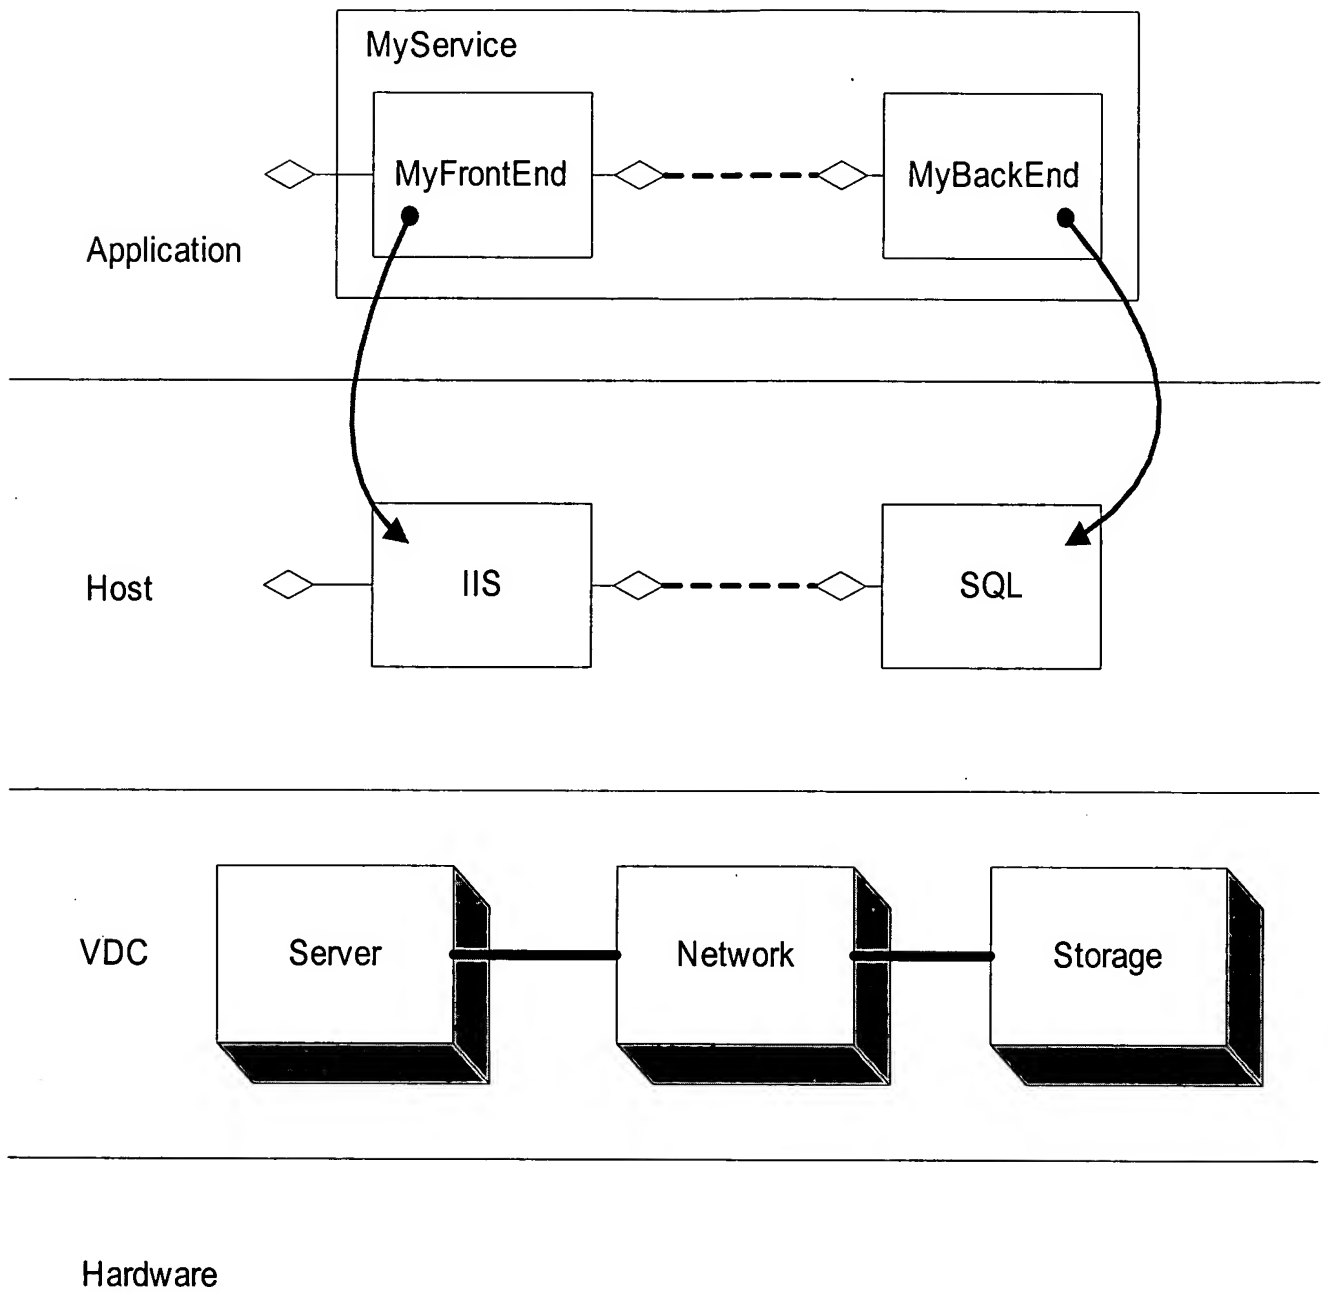 MyService
MyFrontEnd
MyBackEnd
Application
Host
IIS
SQL
VDC
Server
Network
Storage
Hardware